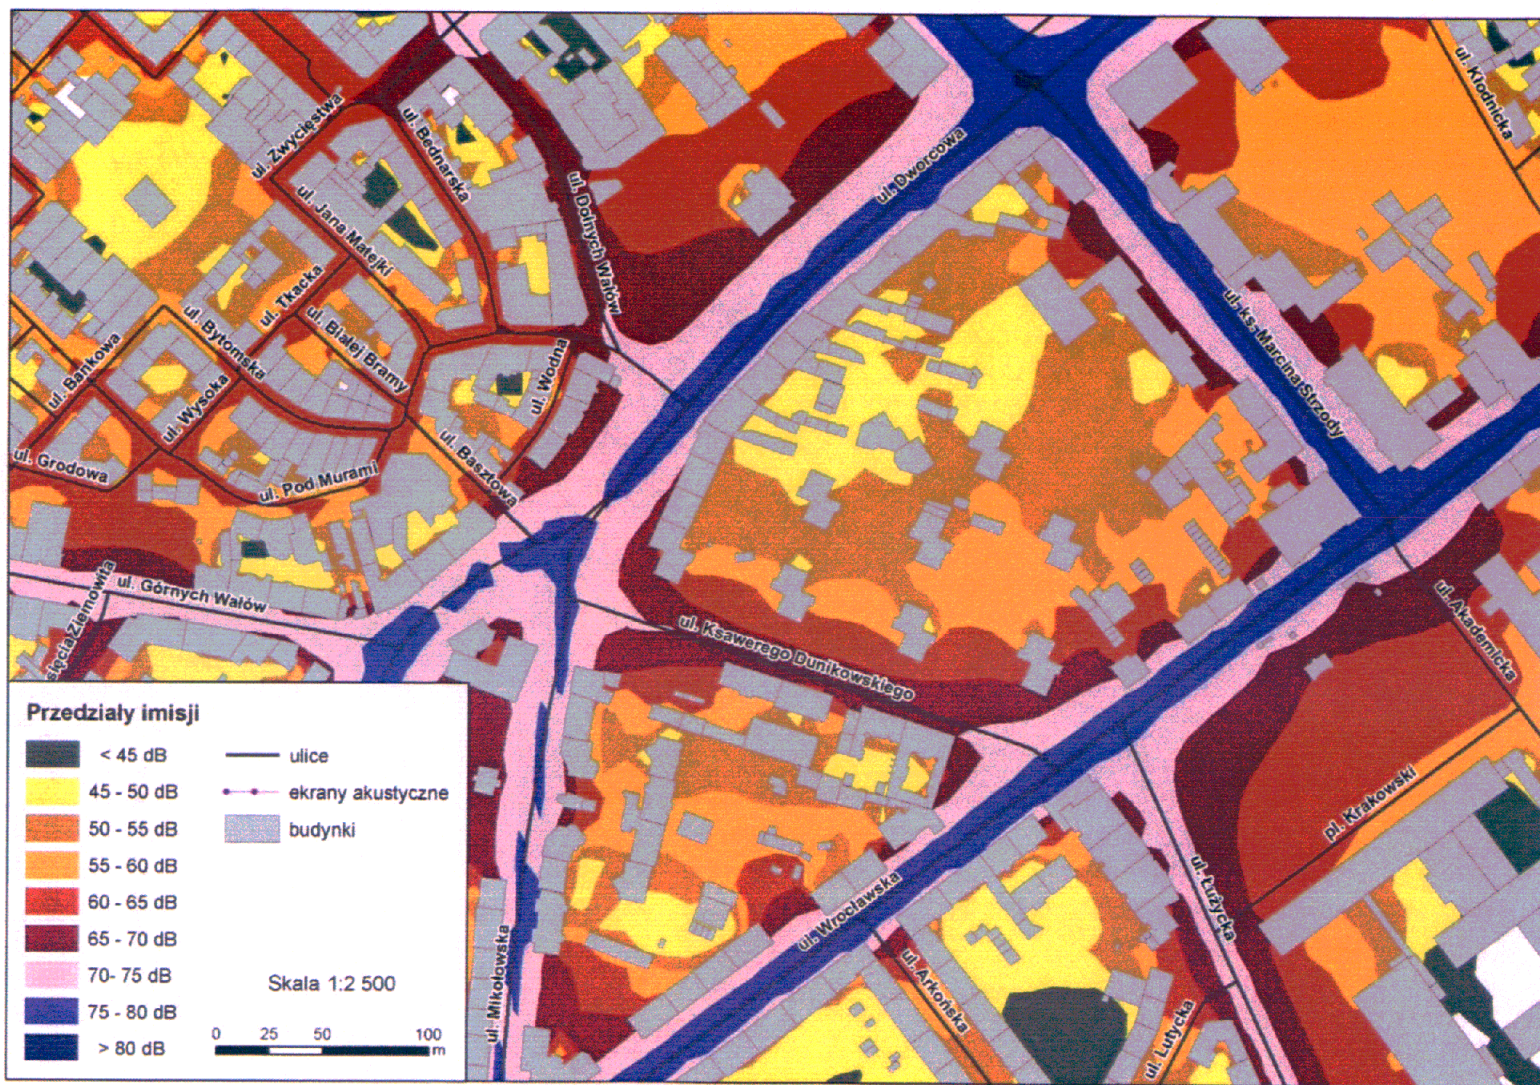 ul. Kłodnicka
ul. Zwycięstwa
ul. Bednarska
ul. Dworcowa
ul. Dolnych Wałów
ul. Jana Matejki
ul. Tkacka
ul. Białej Bramy
ul. Bytomska
ul. Bankowa
ul. Wysoka
ul. Wodna
ul. ks. Marcina Strzody
ul. Basztowa
ul. Grodowa
ul. Pod Murami
ul. Górnych Wałów
sięcia Ziemowita
ul. Ksawerego Dunikowskiego
ul. Akademicka
pl. Krakowski
ul. Łużycka
ul. Wrocławska
ul. Arkońska
ul. Lutycka
ul. Mikołowska
Przedziały imisji
< 45 dB
45 - 50 dB
50 - 55 dB
55 - 60 dB
60 - 65 dB
65 - 70 dB
70- 75 dB
75 - 80 dB
> 80 dB
ulice
ekrany akustyczne
budynki
Skala 1:2 500
0 25 50 100
m